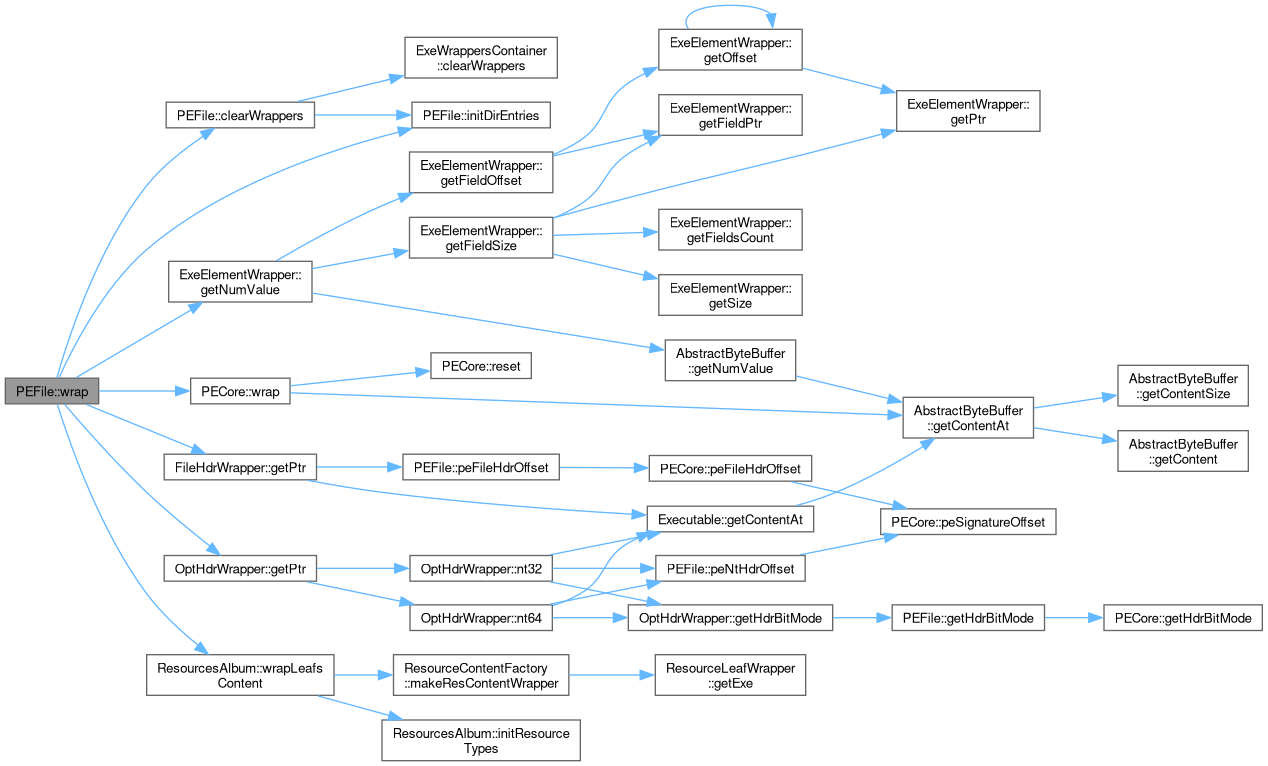 PEFile::wrap
PEFile::clearWrappers
ExeWrappersContainer
::clearWrappers
PEFile::initDirEntries
ExeElementWrapper::
getNumValue
ExeElementWrapper::
getFieldOffset
ExeElementWrapper::
getOffset
ExeElementWrapper::
getPtr
ExeElementWrapper::
getFieldPtr
ExeElementWrapper::
getFieldSize
ExeElementWrapper::
getFieldsCount
ExeElementWrapper::
getSize
AbstractByteBuffer
::getNumValue
PECore::wrap
PECore::reset
AbstractByteBuffer
::getContentAt
AbstractByteBuffer
::getContentSize
AbstractByteBuffer
::getContent
FileHdrWrapper::getPtr
PEFile::peFileHdrOffset
PECore::peFileHdrOffset
PECore::peSignatureOffset
Executable::getContentAt
OptHdrWrapper::getPtr
OptHdrWrapper::nt32
PEFile::peNtHdrOffset
OptHdrWrapper::nt64
OptHdrWrapper::getHdrBitMode
PEFile::getHdrBitMode
PECore::getHdrBitMode
ResourcesAlbum::wrapLeafs
Content
ResourceContentFactory
::makeResContentWrapper
ResourceLeafWrapper
::getExe
ResourcesAlbum::initResource
Types